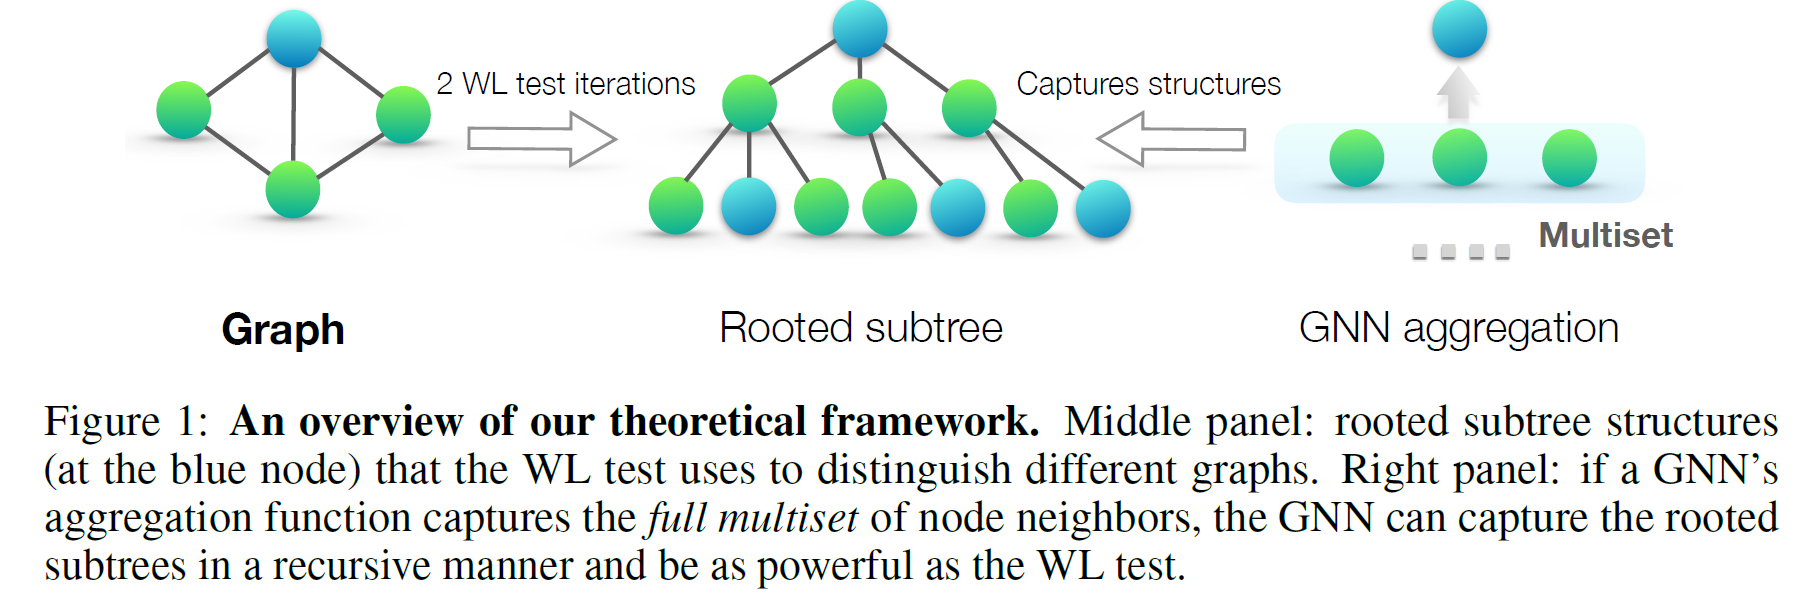 2 WL test iterations
Captures structures
Multiset
Graph
Rooted subtree
GNN aggregation
Figure 1: An overview of our theoretical framework. Middle panel: rooted subtree structures
(at the blue node) that the WL test uses to distinguish different graphs. Right panel: if a GNN’s
aggregation function captures the full multiset of node neighbors, the GNN can capture the rooted
subtrees in a recursive manner and be as powerful as the WL test.